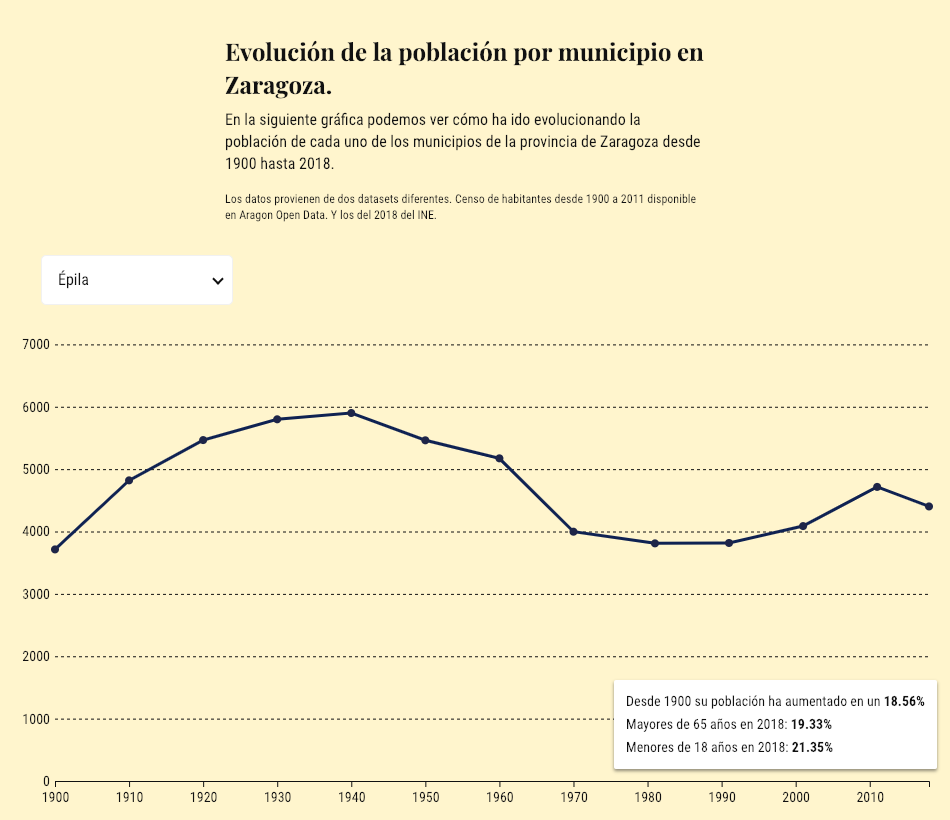 Evolución de la población por municipio en
Zaragoza.
En la siguiente gráfica podemos ver cómo ha ido evolucionando la
población de cada uno de los municipios de la provincia de Zaragoza desde
1900 hasta 2018.
Los datos provienen de dos datasets diferentes. Censo de habitantes desde 1900 a 2011 disponible
en Aragon Open Data. Y los del 2018 del INE.
Épila
7000
6000
5000
4000
3000
2000
1000
0
Desde 1900 su población ha aumentado en un 18.56%
Mayores de 65 años en 2018: 19.33%
Menores de 18 años en 2018: 21.35%
1900 1910 1920 1930 1940 1950 1960 1970 1980 1990 2000 2010